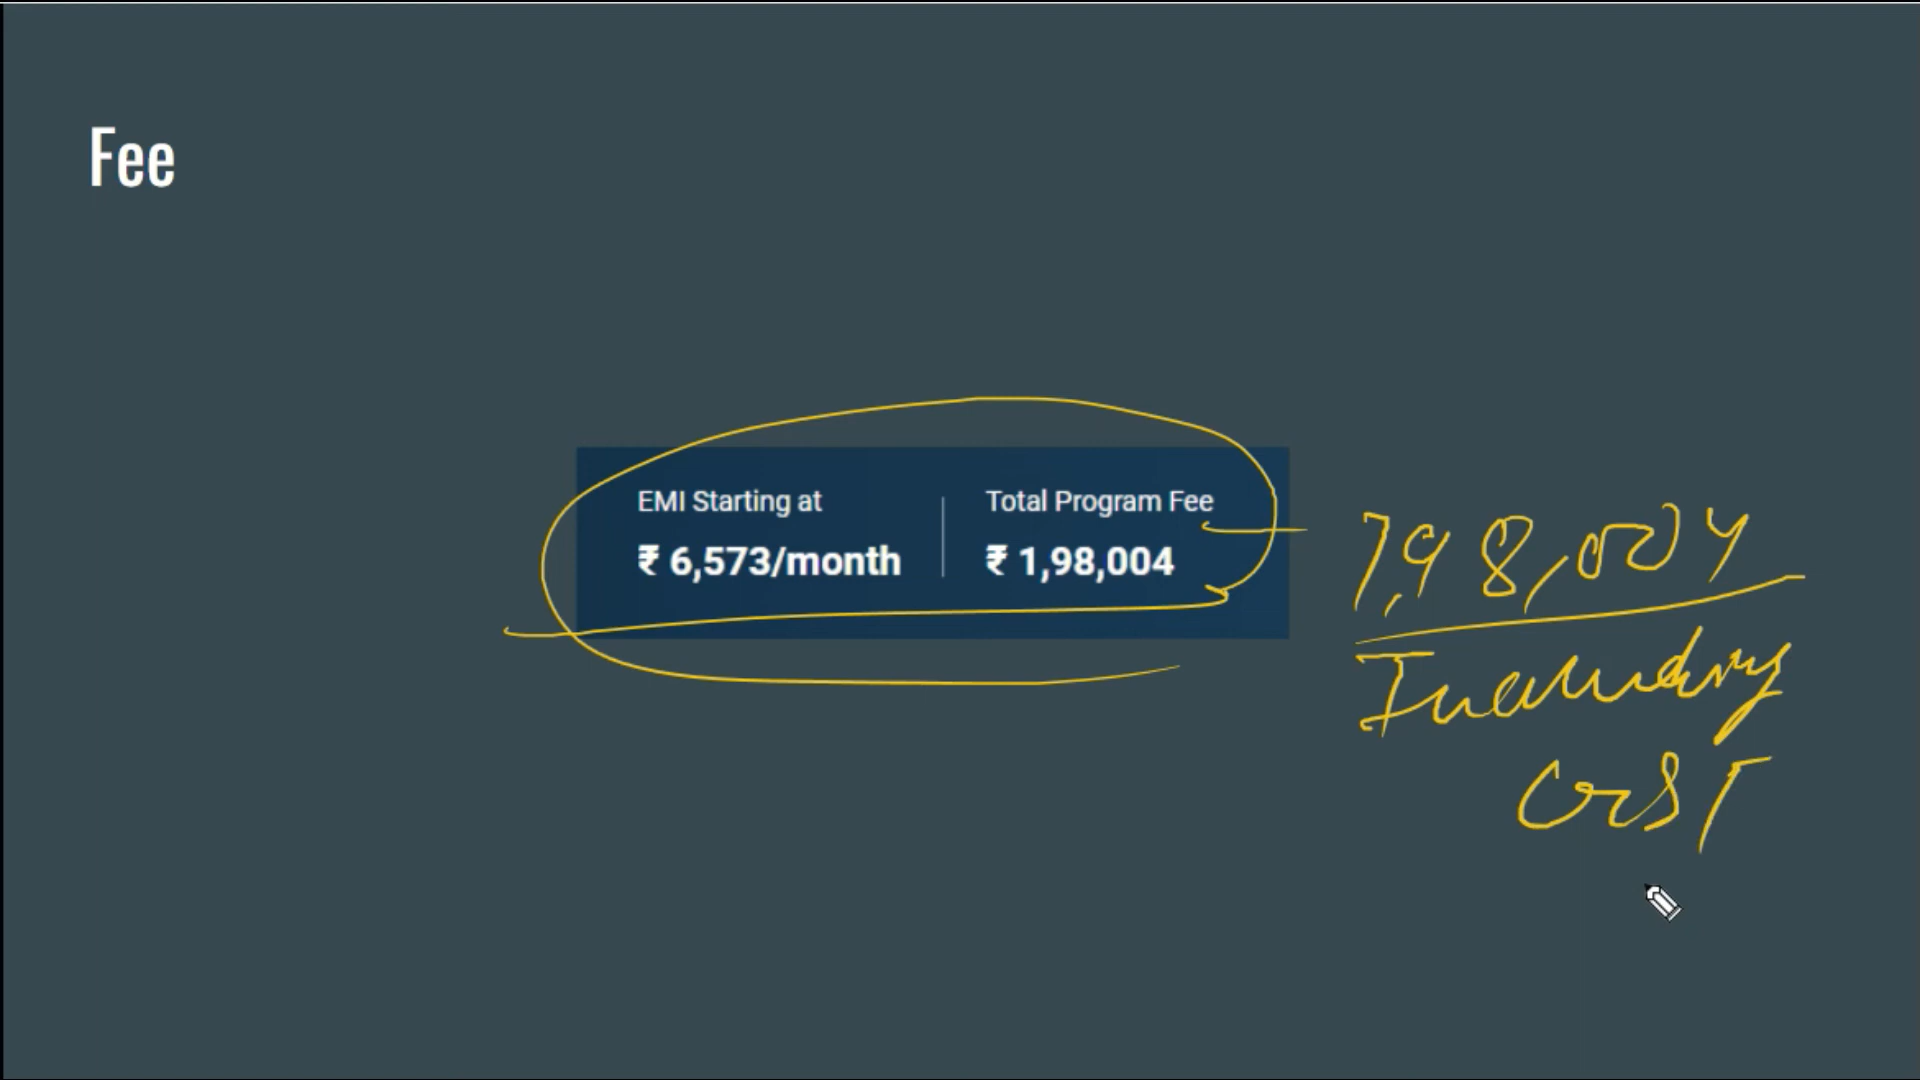 Fee
EMI Starting at
₹ 6,573/month
Total Program Fee
₹ 1,98,004
1,98,004
Including
GST